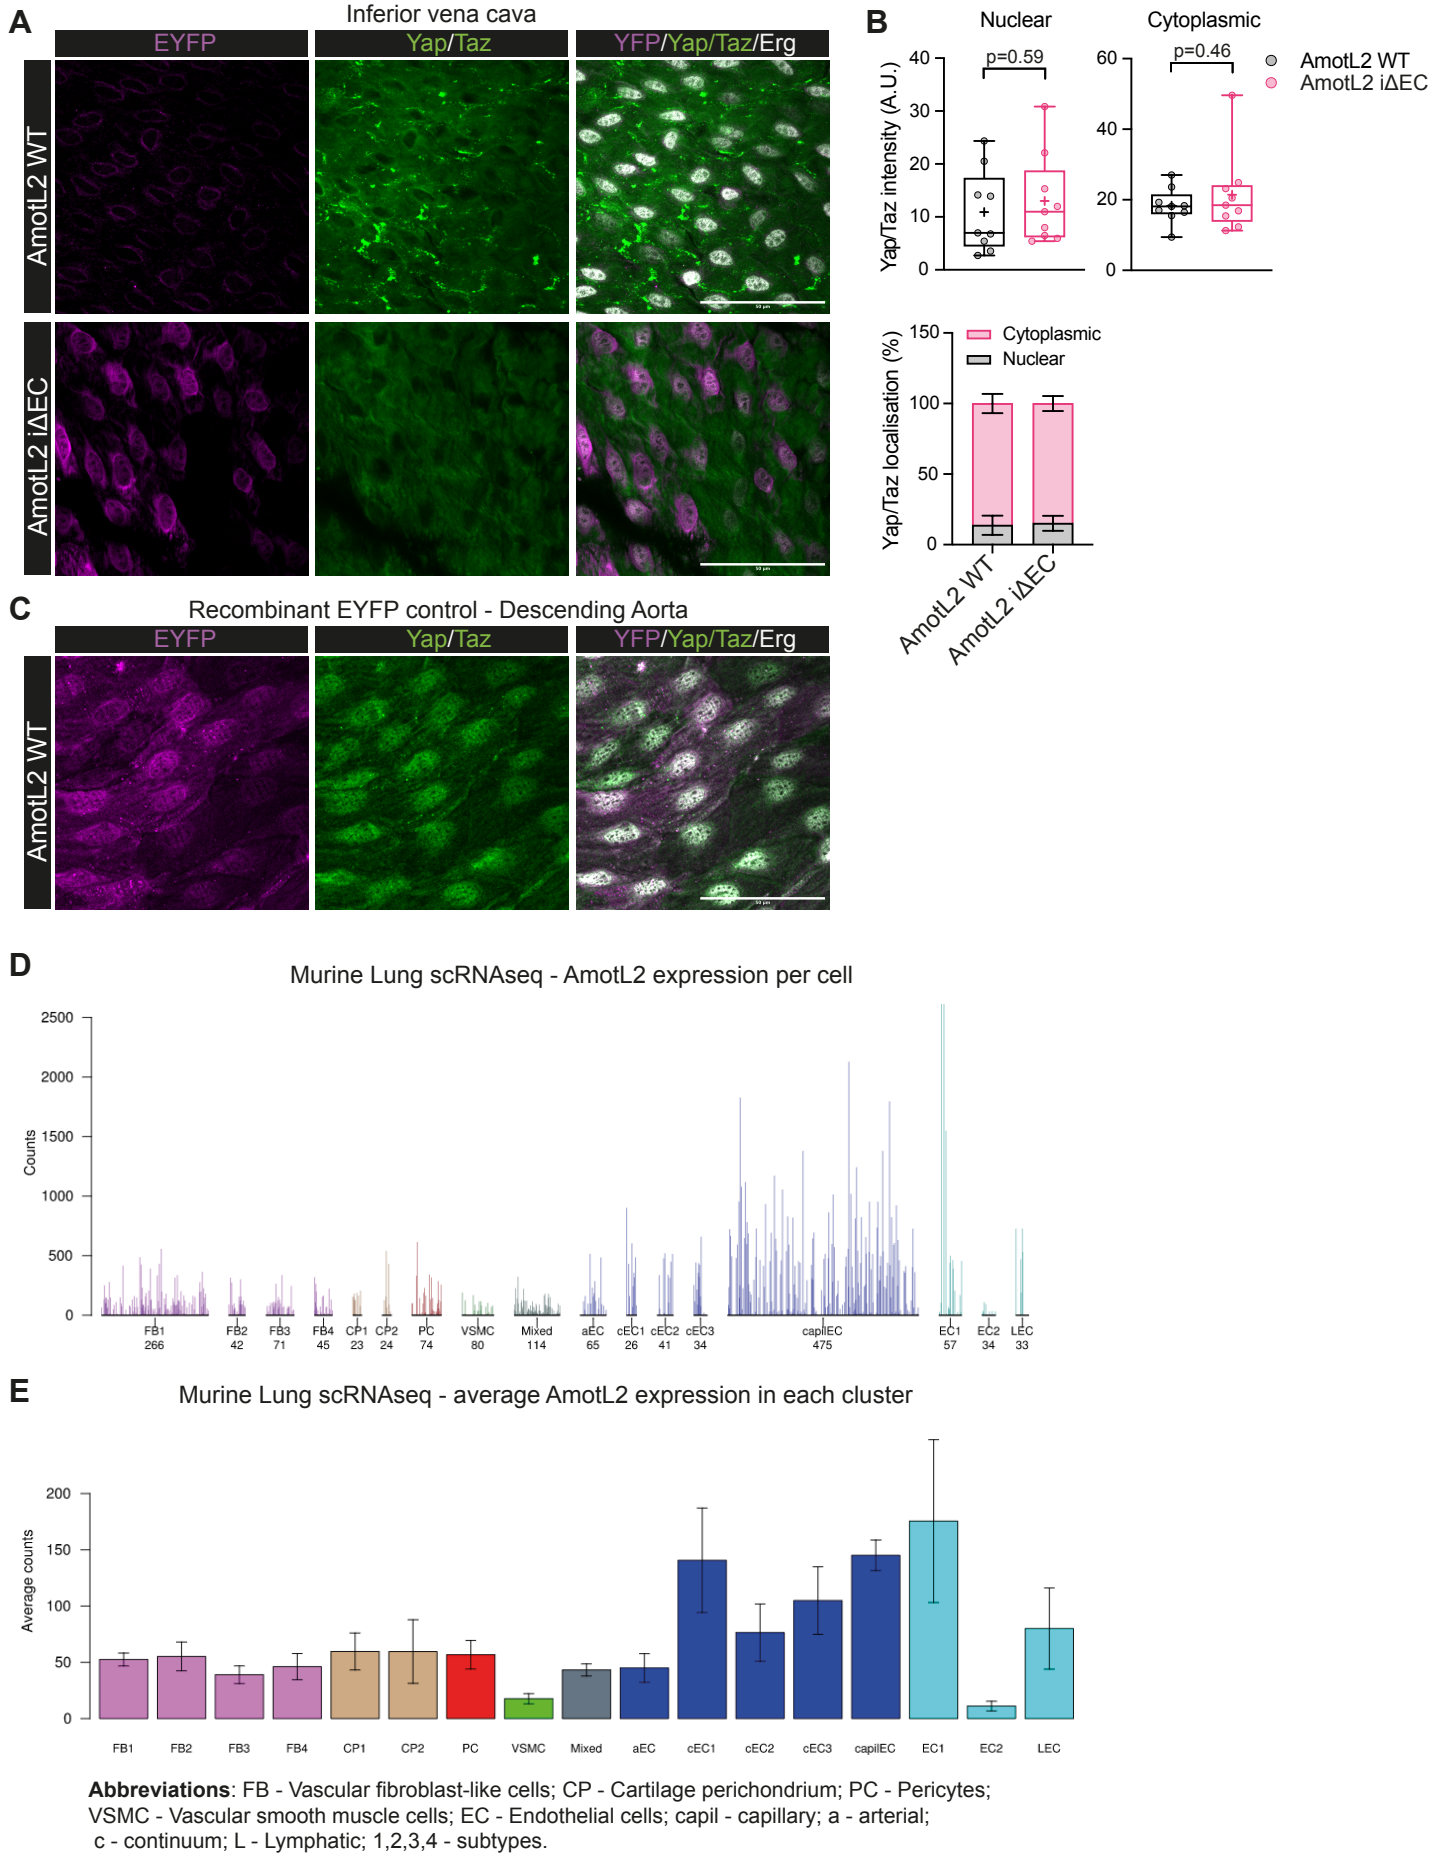 A
Inferior vena cava
EYFP
Yap/Taz
YFP/Yap/Taz/Erg
AmotL2 WT
50 µm
AmotL2 iΔEC
50 µm
B
Nuclear
Cytoplasmic
AmotL2 WT
AmotL2 iΔEC
Yap/Taz intensity (A.U.)
40
30
20
10
0
p=0.59
60
40
20
0
p=0.46
Yap/Taz localisation (%)
150
100
50
0
Cytoplasmic
Nuclear
AmotL2 WT
AmotL2 iΔEC
C
Recombinant EYFP control - Descending Aorta
EYFP
Yap/Taz
YFP/Yap/Taz/Erg
AmotL2 WT
50 µm
D
Murine Lung scRNAseq - AmotL2 expression per cell
Counts
2500
2000
1500
1000
500
0
FB1 FB2 FB3 FB4 CP1 CP2 PC VSMC Mixed aEC cEC1 cEC2 cEC3 capilEC EC1 EC2 LEC
266 42 71 45 23 24 74 80 114 65 26 41 34 475 57 34 33
E
Murine Lung scRNAseq - average AmotL2 expression in each cluster
Average counts
200
150
100
50
0
FB1 FB2 FB3 FB4 CP1 CP2 PC VSMC Mixed aEC cEC1 cEC2 cEC3 capilEC EC1 EC2 LEC
Abbreviations: FB - Vascular fibroblast-like cells; CP - Cartilage perichondrium; PC - Pericytes;
VSMC - Vascular smooth muscle cells; EC - Endothelial cells; capil - capillary; a - arterial;
c - continuum; L - Lymphatic; 1,2,3,4 - subtypes.